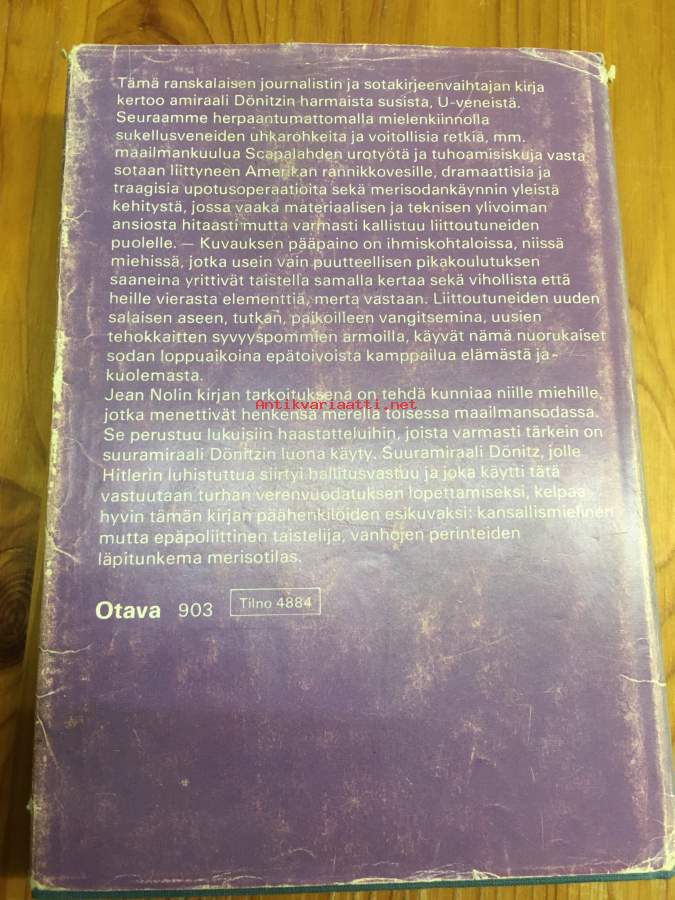 Tämä ranskalaisen journalistin ja sotakirjeenvaihtajan kirja
kertoo amiraali Dönitzin harmaista susista, U-veneistä.
Seuraamme herpaantumattomalla mielenkiinnolla
sukellusveneiden uhkarohkeita ja voitollisia retkiä, mm.
maailmankuulua Scapalahden urotyötä ja tuhoamisiskuja vasta
sotaan liittyneen Amerikan rannikkovesille, dramaattisia ja
traagisia upotusoperaatioita sekä merisodankäynnin yleistä
kehitystä, jossa vaaka materiaalisen ja teknisen ylivoiman
ansiosta hitaasti mutta varmasti kallistuu liittoutuneiden
puolelle. — Kuvauksen pääpaino on ihmiskohtaloissa, niissä
miehissä, jotka usein vain puutteellisen pikakoulutuksen
saaneina yrittivät taistella samalla kertaa sekä vihollista että
heille vierasta elementtiä, merta vastaan. Liittoutuneiden uuden
salaisen aseen, tutkan, paikoilleen vangitsemina, uusien
tehokkaitten syvyyspommien armoilla, käyvät nämä nuorukaiset
sodan loppuaikoina epätoivoista kamppailua elämästä ja
kuolemasta.
Jean Nolin kirjan tarkoituksena on tehdä kunniaa niille miehille,
Antikvariaatti.net
jotka menettivät henkensä merellä toisessa maailmansodassa.
Se perustuu lukuisiin haastatteluihin, joista varmasti tärkein on
suuramiraali Dönitzin luona käyty. Suuramiraali Dönitz, jolle
Hitlerin luhistuttua siirtyi hallitusvastuu ja joka käytti tätä
vastuutaan turhan verenvuodatuksen lopettamiseksi, kelpaa
hyvin tämän kirjan päähenkilöiden esikuvaksi: kansallismielinen
mutta epäpoliittinen taistelija, vanhojen perinteiden
läpitunkema merisotilas.
Otava 903 Tilno 4884